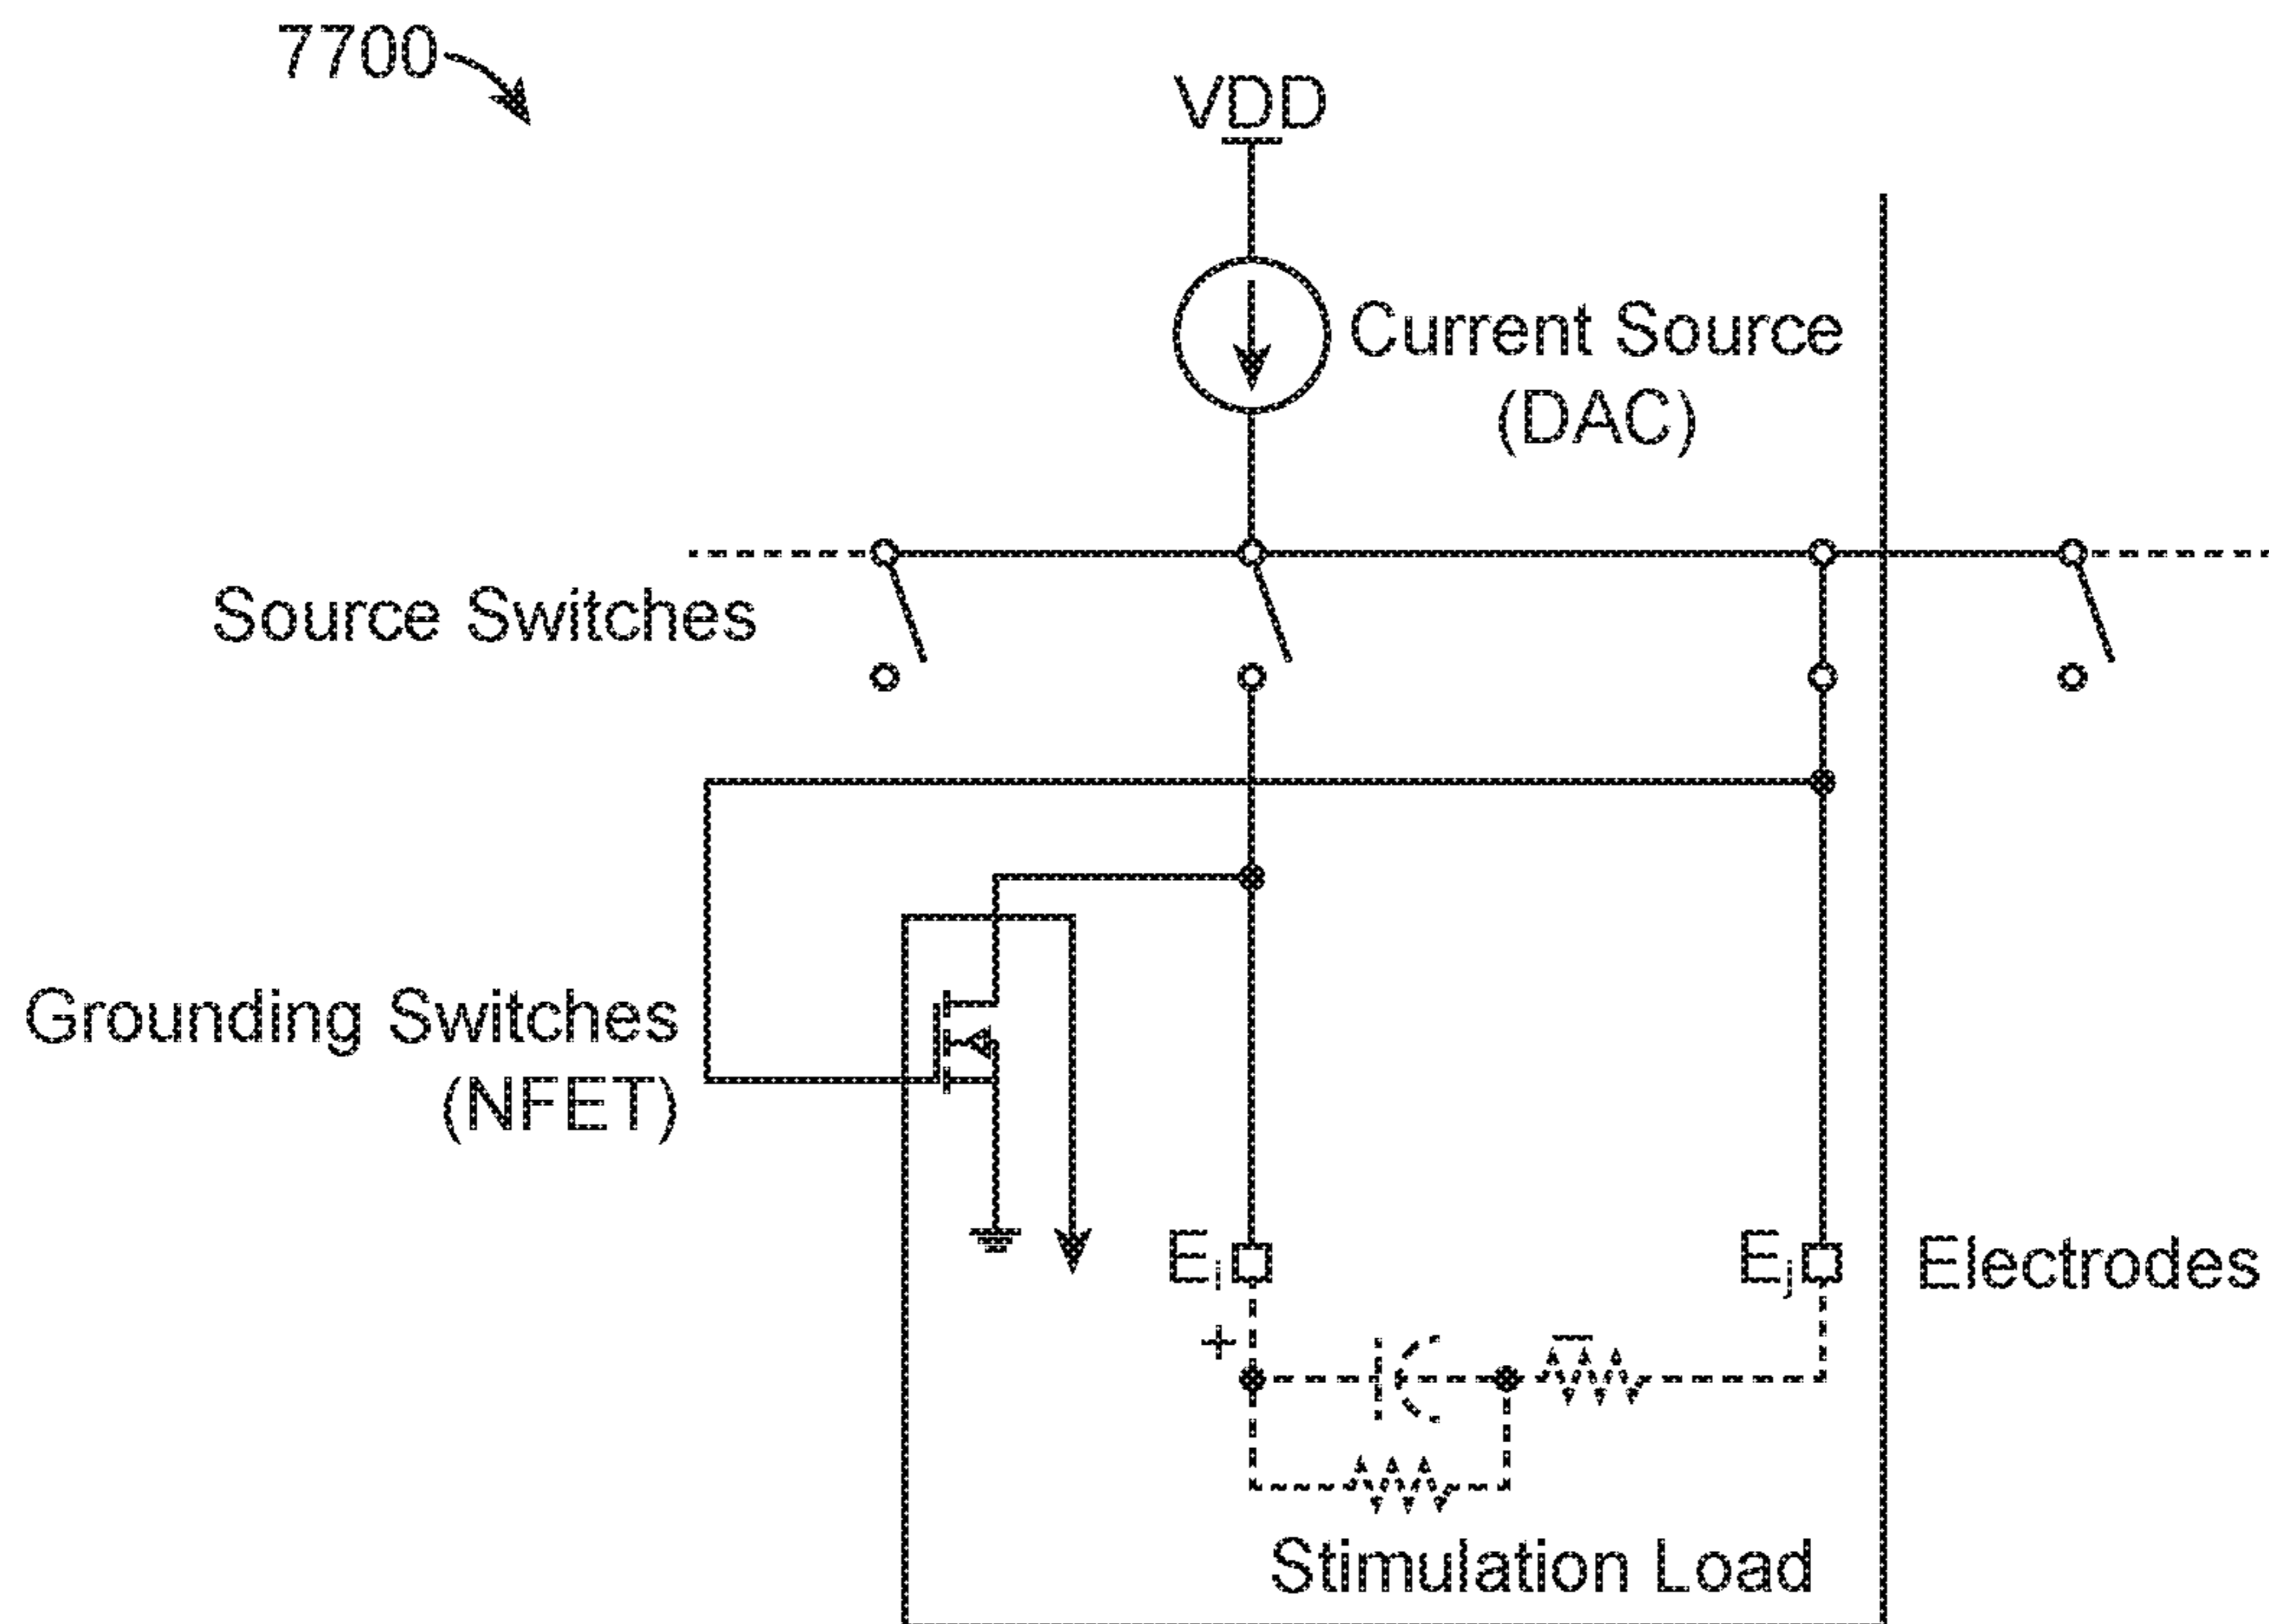 7700
VDD
Current Source
(DAC)
Source Switches
Grounding Switches
(NFET)
Ei
Ej
Electrodes
+
−
Stimulation Load